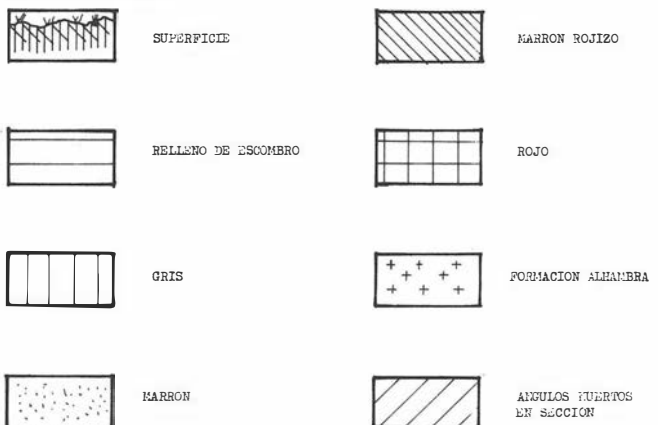 SUPERFICIE
MARRON ROJIZO
RELLENO DE ESCOMBRO
ROJO
GRIS
FORMACION ALHAMBRA
MARRON
ANGULOS MUERTOS
EN SECCION